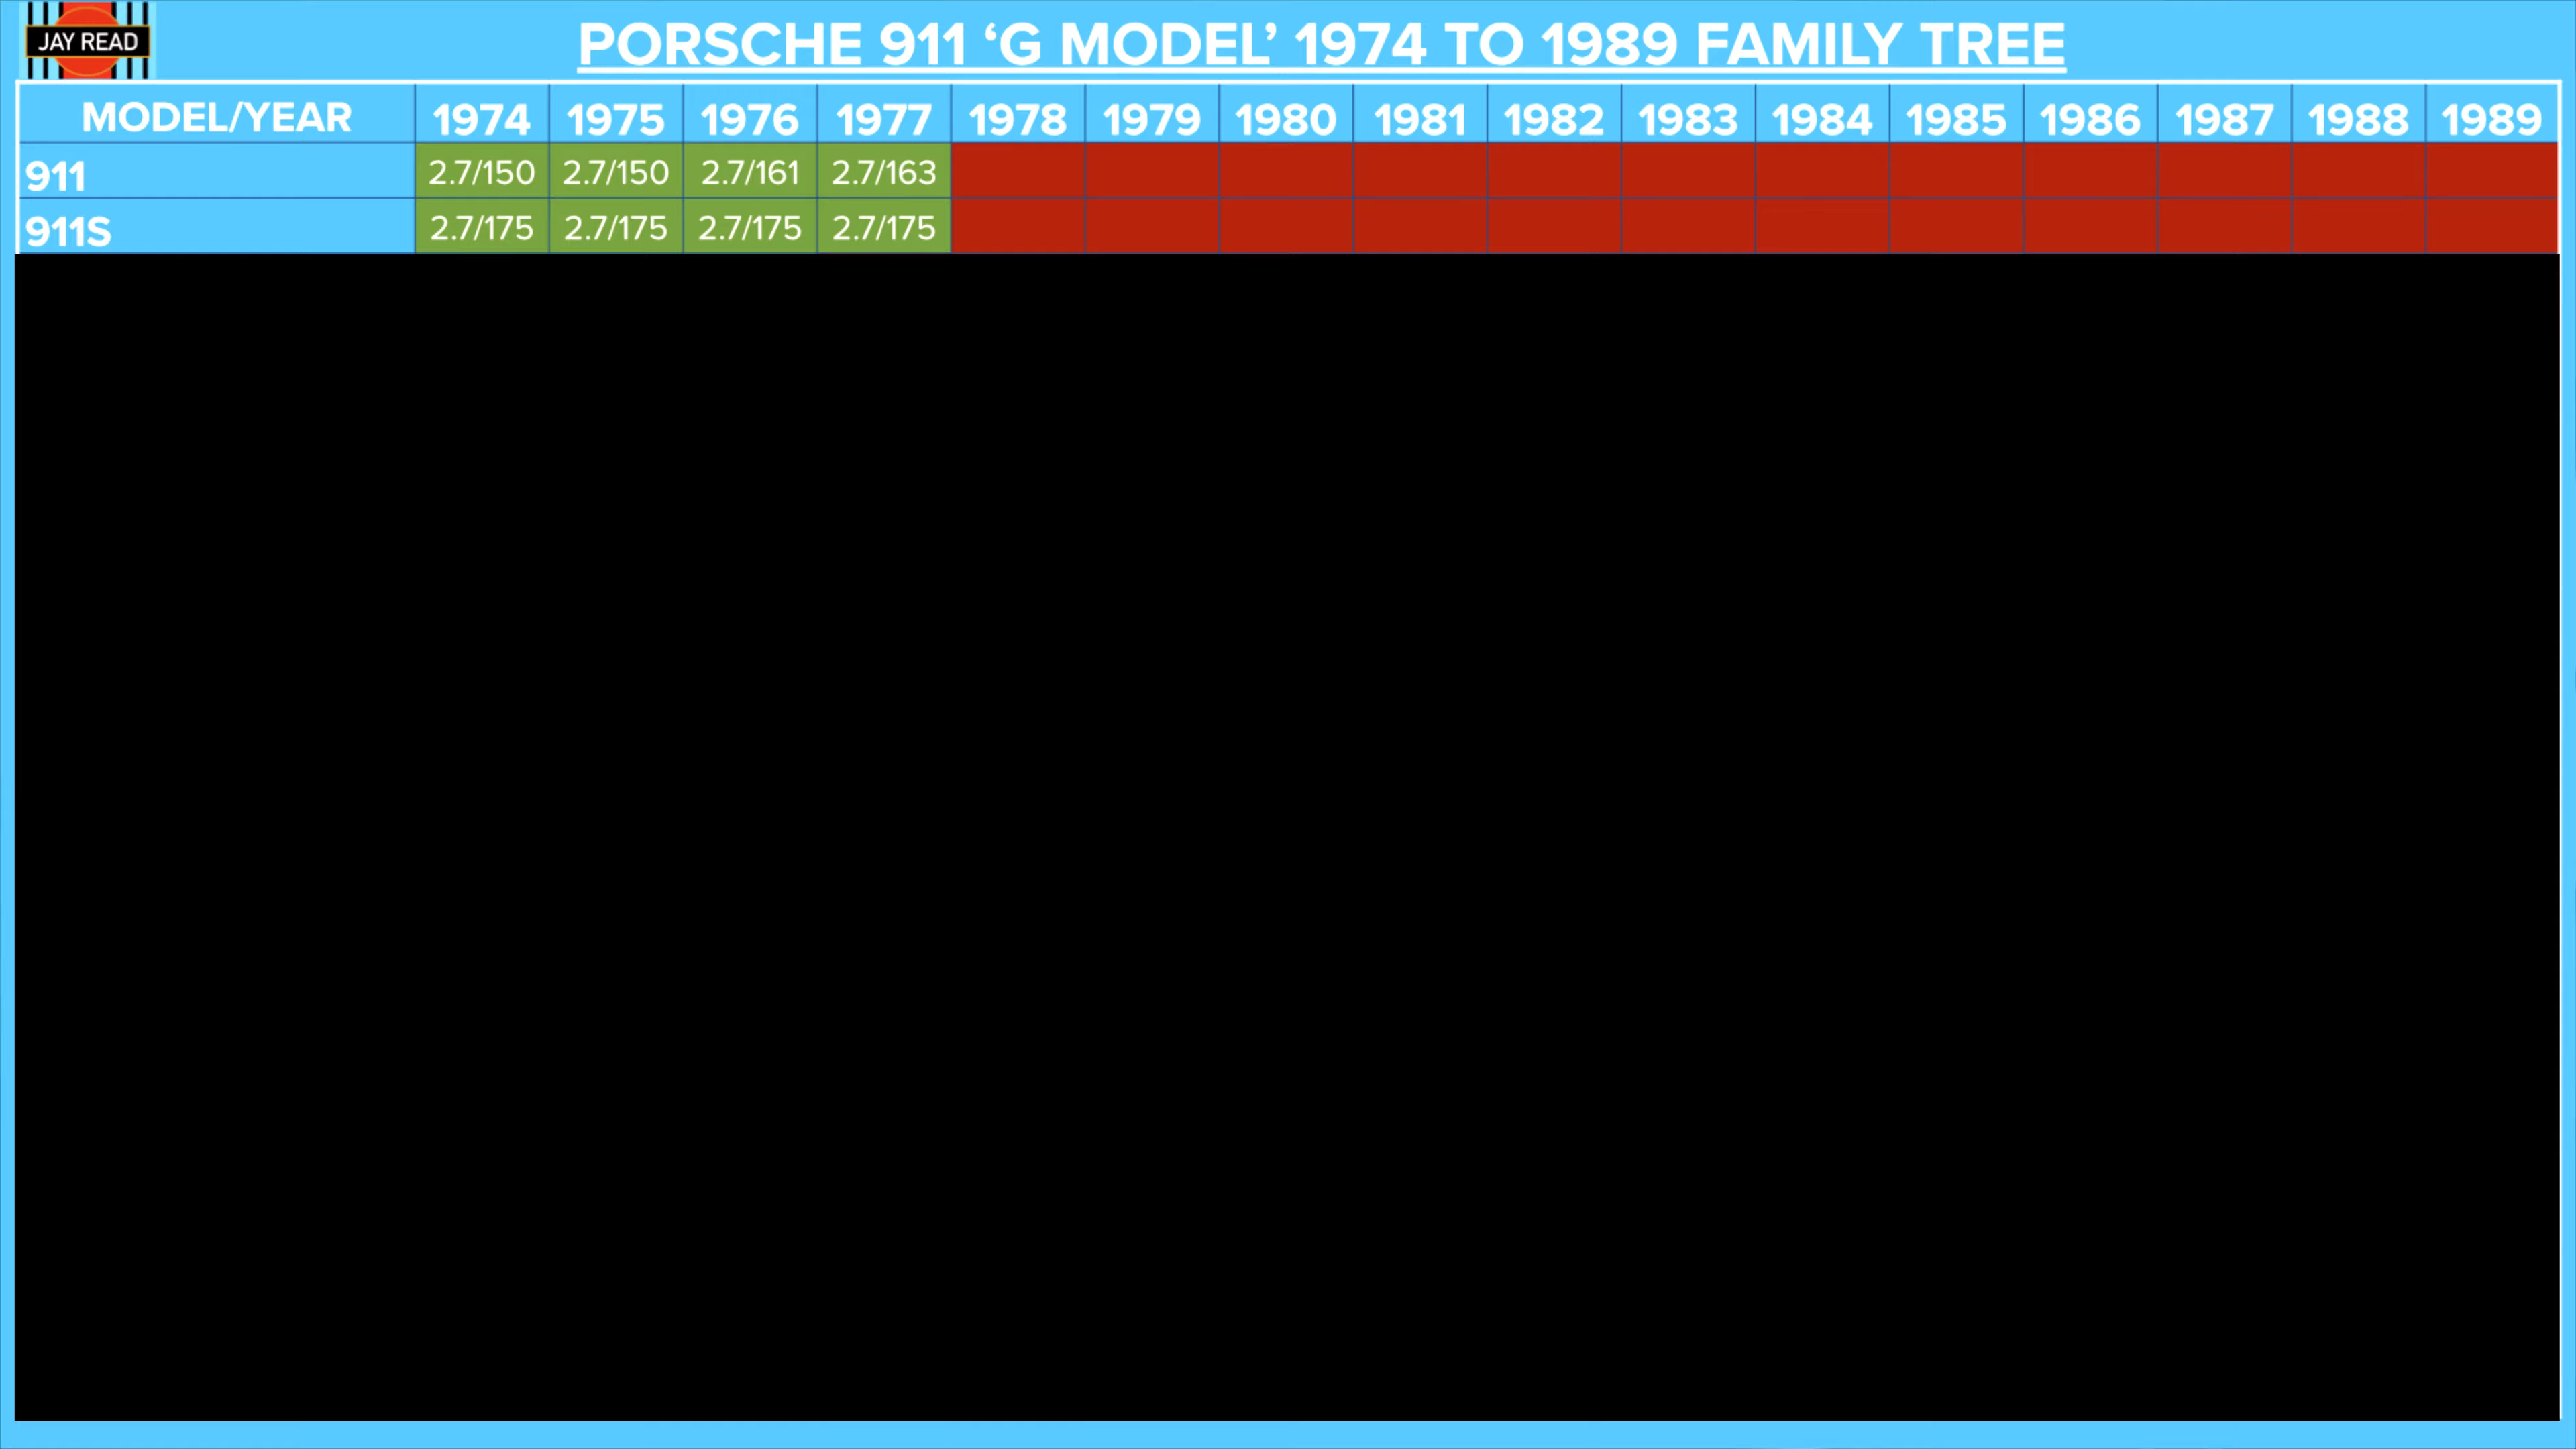 JAY READ
PORSCHE 911 ‘G MODEL’ 1974 TO 1989 FAMILY TREE
MODEL/YEAR 1974 1975 1976 1977 1978 1979 1980 1981 1982 1983 1984 1985 1986 1987 1988 1989
911 2.7/150 2.7/150 2.7/161 2.7/163
911S 2.7/175 2.7/175 2.7/175 2.7/175